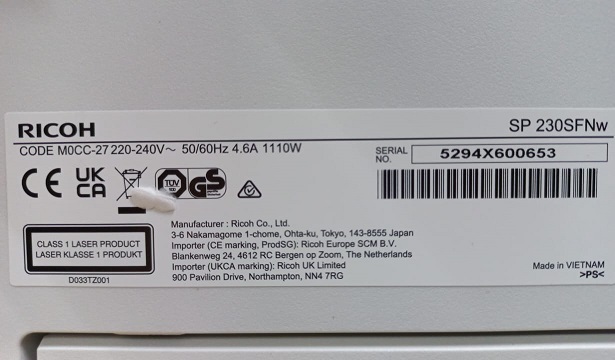 RICOH
SP 230SFNw
CODE M0CC-27 220-240V~ 50/60Hz 4.6A 1110W
SERIAL NO. 5294X600653
CE UK CA TÜV GS
CLASS 1 LASER PRODUCT
LASER KLASSE 1 PRODUKT
D033TZ001
Manufacturer : Ricoh Co., Ltd.
3-6 Nakamagome 1-chome, Ohta-ku, Tokyo, 143-8555 Japan
Importer (CE marking, ProdSG): Ricoh Europe SCM B.V.
Blankenweg 24, 4612 RC Bergen op Zoom, The Netherlands
Importer (UKCA marking): Ricoh UK Limited
900 Pavilion Drive, Northampton, NN4 7RG
Made in VIETNAM
>PS<